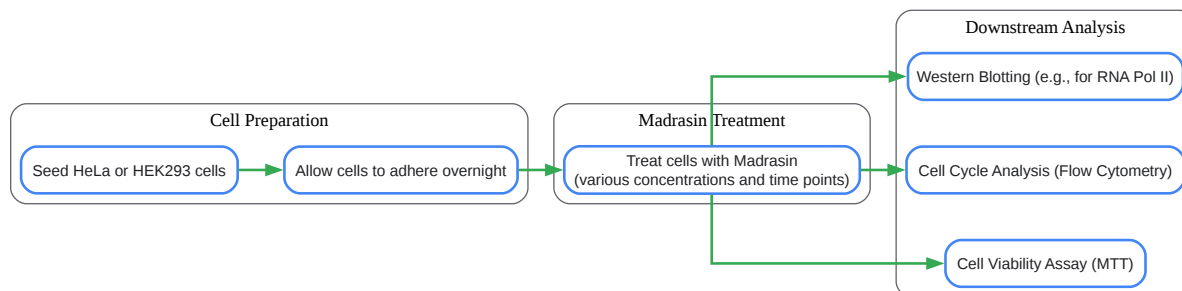 Cell Preparation
Seed HeLa or HEK293 cells
Allow cells to adhere overnight
Madrasin Treatment
Treat cells with Madrasin
(various concentrations and time points)
Downstream Analysis
Western Blotting (e.g., for RNA Pol II)
Cell Cycle Analysis (Flow Cytometry)
Cell Viability Assay (MTT)